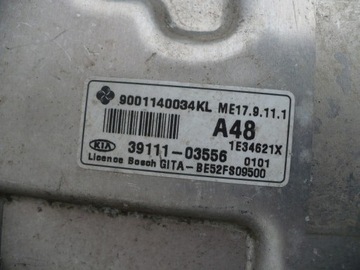 9001140034KL ME17.9.11.1
A48
1E34621X
KIA 39111-03556 0101
Licence Bosch GITA-BE52FS09500